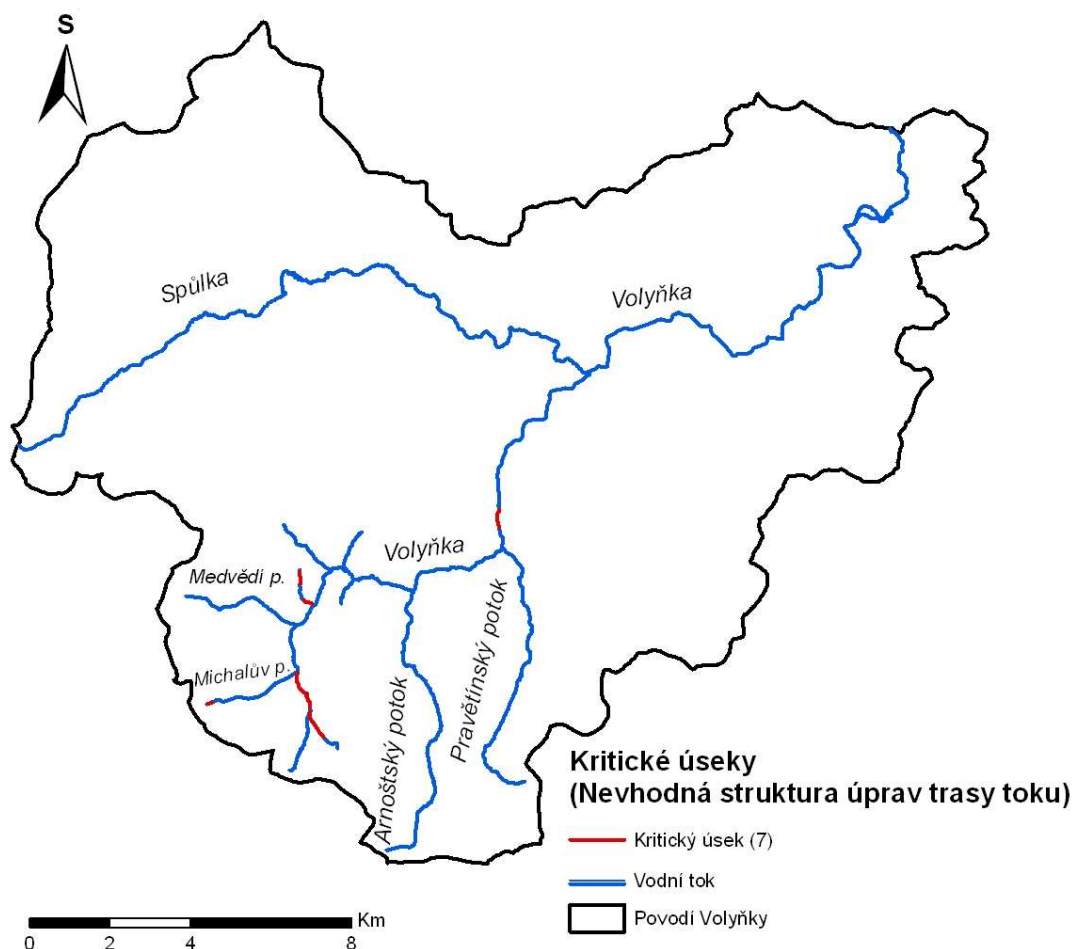 S
Spůlka
Volyňka
Volyňka
Medvědí p.
Michalův p.
Arnoštský potok
Pravětínský potok
Kritické úseky
(Nevhodná struktura úprav trasy toku)
Kritický úsek (7)
Vodní tok
Povodí Volyňky
Km
0 2 4 8